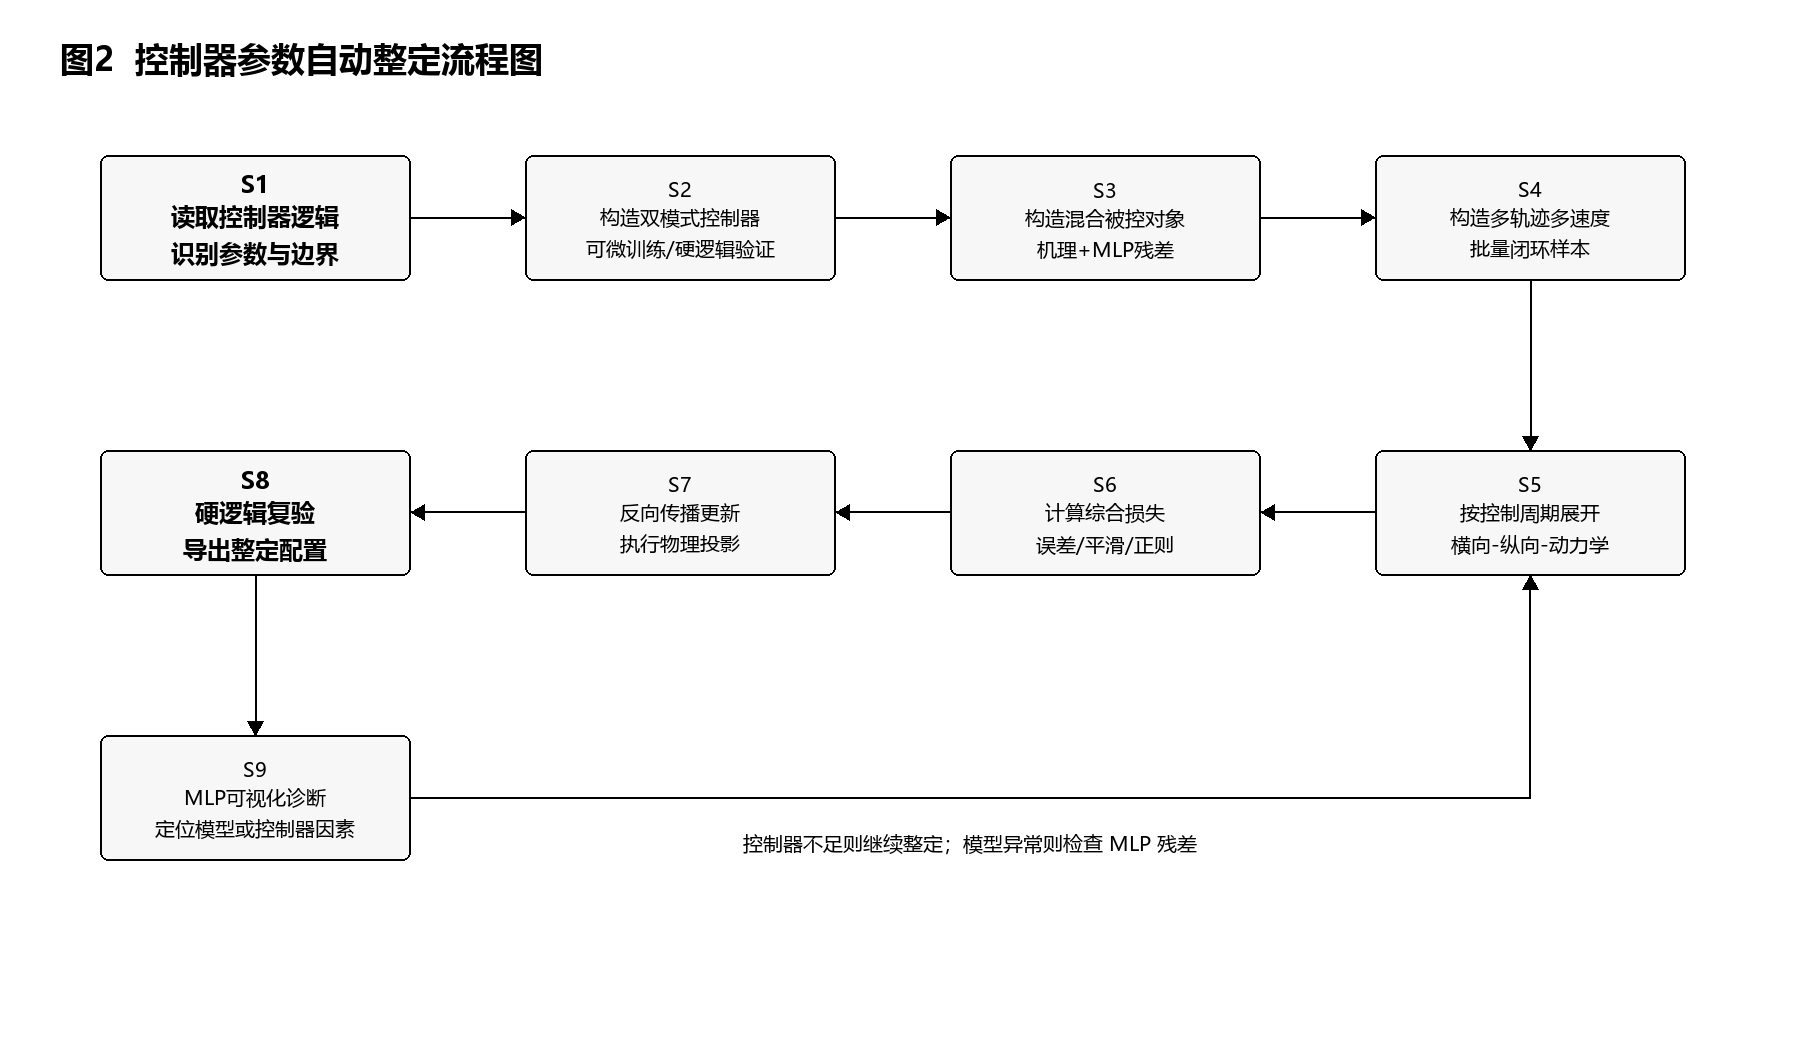 图2 控制器参数自动整定流程图
S1
读取控制器逻辑
识别参数与边界
S2
构造双模式控制器
可微训练/硬逻辑验证
S3
构造混合被控对象
机理+MLP残差
S4
构造多轨迹多速度
批量闭环样本
S5
按控制周期展开
横向-纵向-动力学
S6
计算综合损失
误差/平滑/正则
S7
反向传播更新
执行物理投影
S8
硬逻辑复验
导出整定配置
S9
MLP可视化诊断
定位模型或控制器因素
控制器不足则继续整定；模型异常则检查 MLP 残差